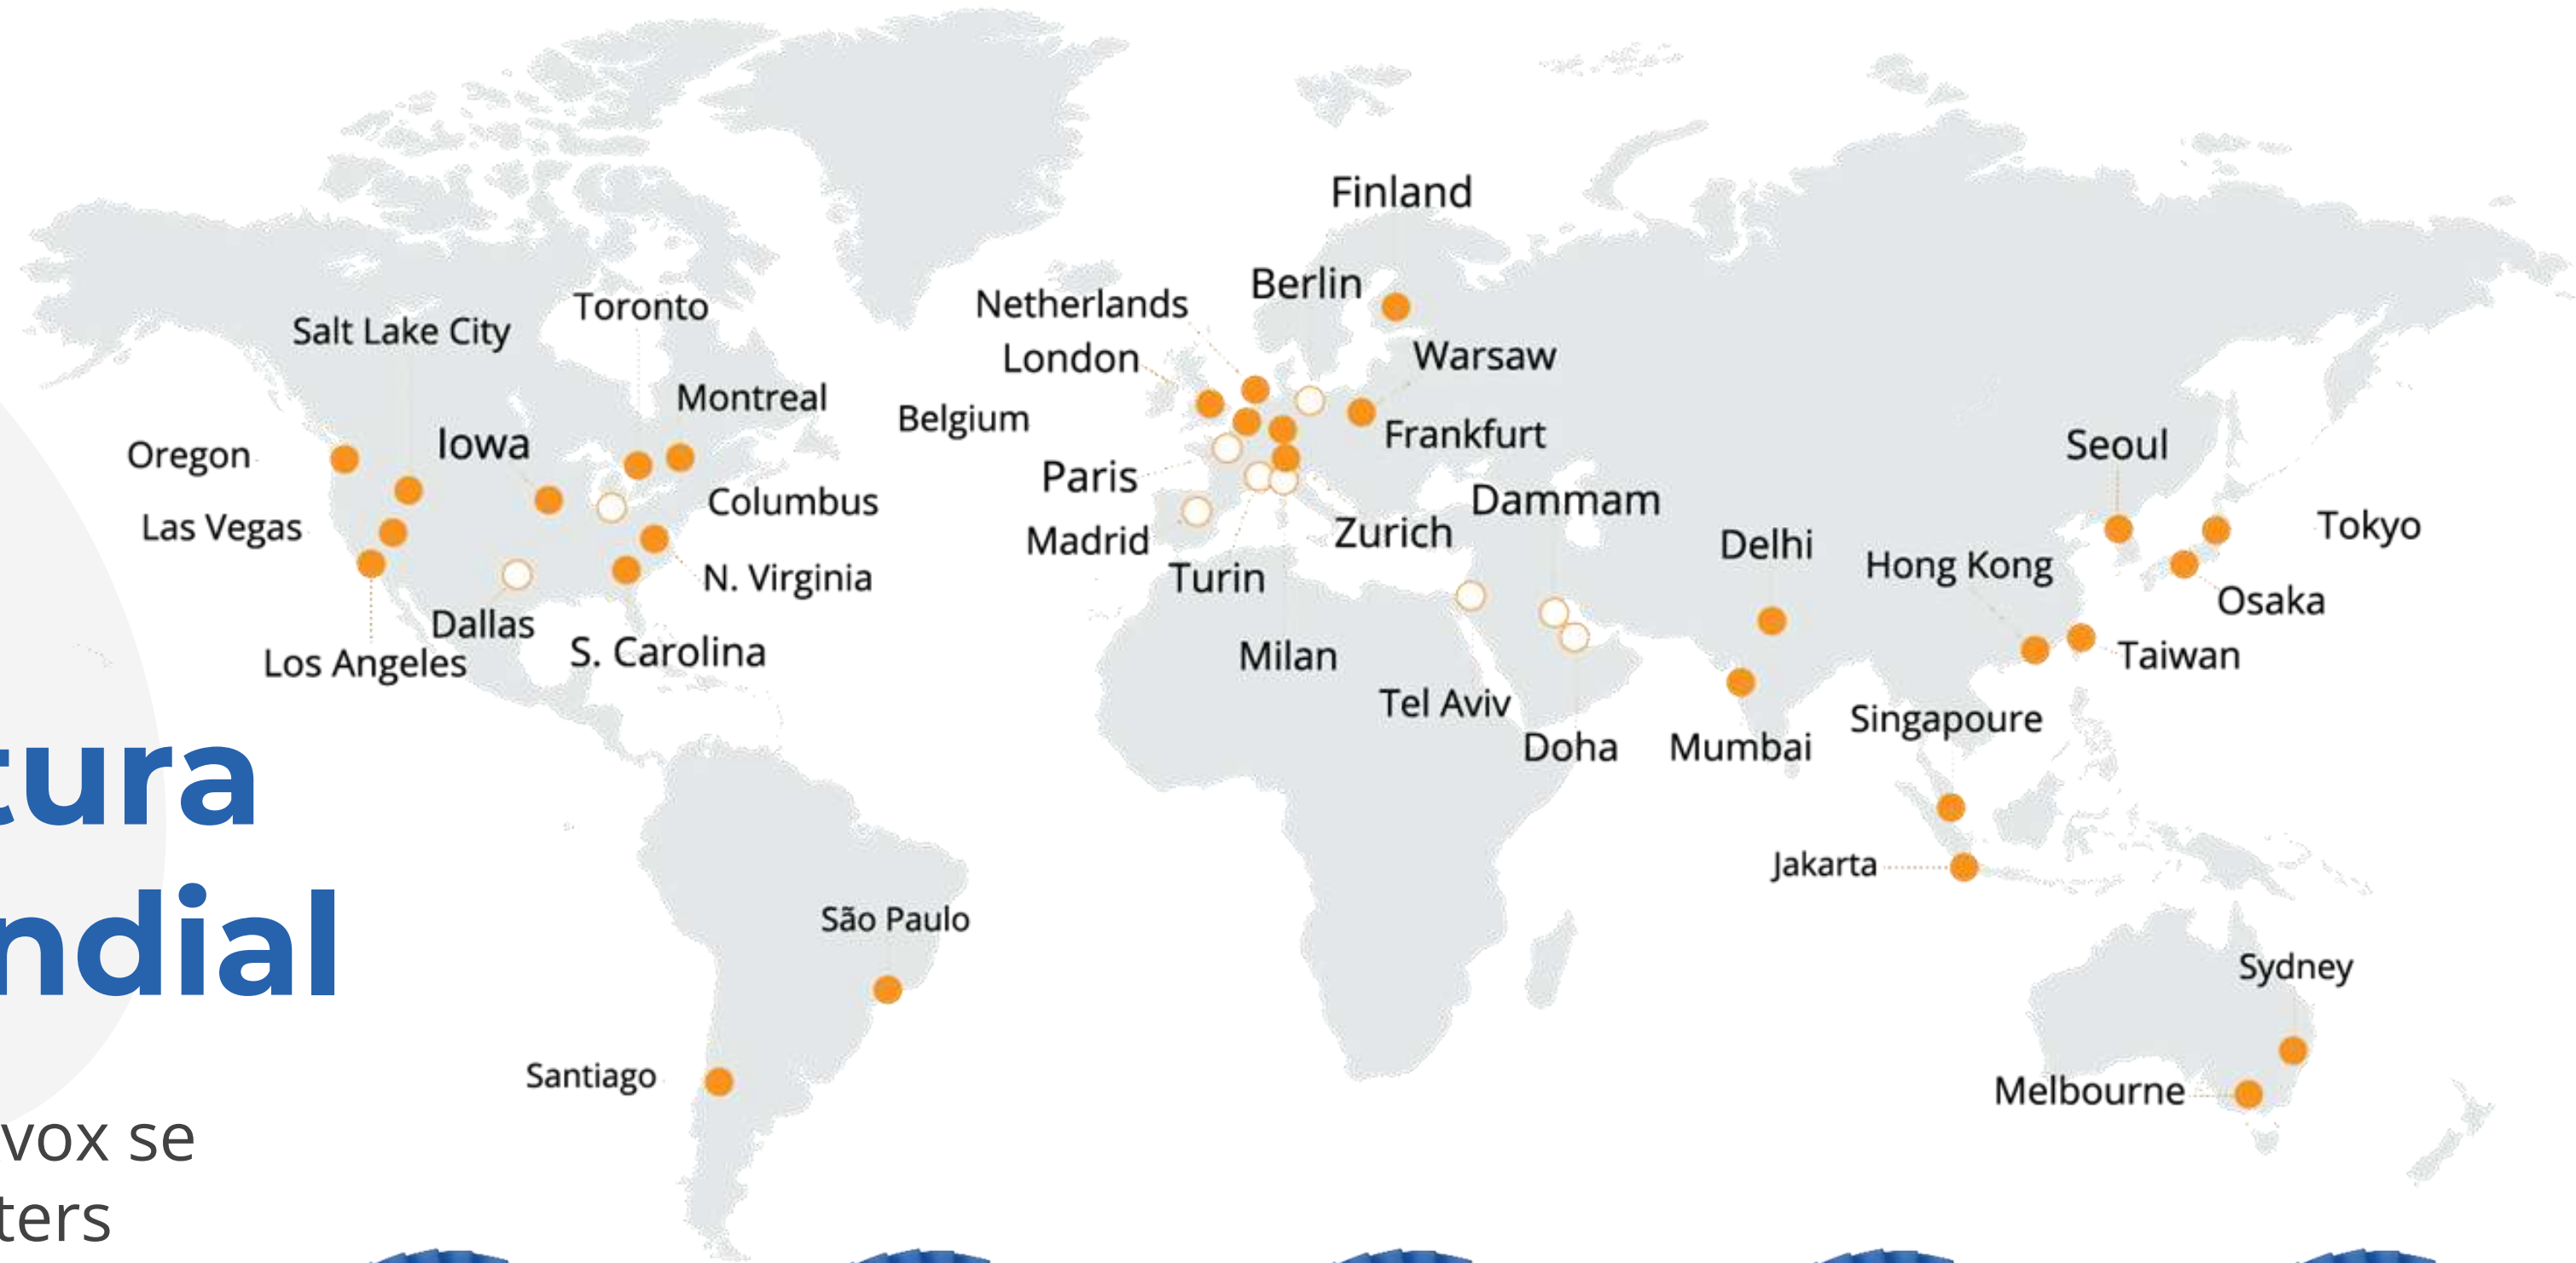 Finland
Berlin
Netherlands
Toronto
Salt Lake City
London
Warsaw
Montreal
Belgium
Frankfurt
Iowa
Seoul
Oregon
Paris
Columbus
Dammam
Las Vegas
Tokyo
Madrid
Zurich
Delhi
Hong Kong
N. Virginia
Turin
Osaka
Dallas
S. Carolina
Milan
Taiwan
Los Angeles
Tel Aviv
Singapoure
Doha
Mumbai
tura
Jakarta
São Paulo
ndial
Sydney
Santiago
Melbourne
vox se
ters